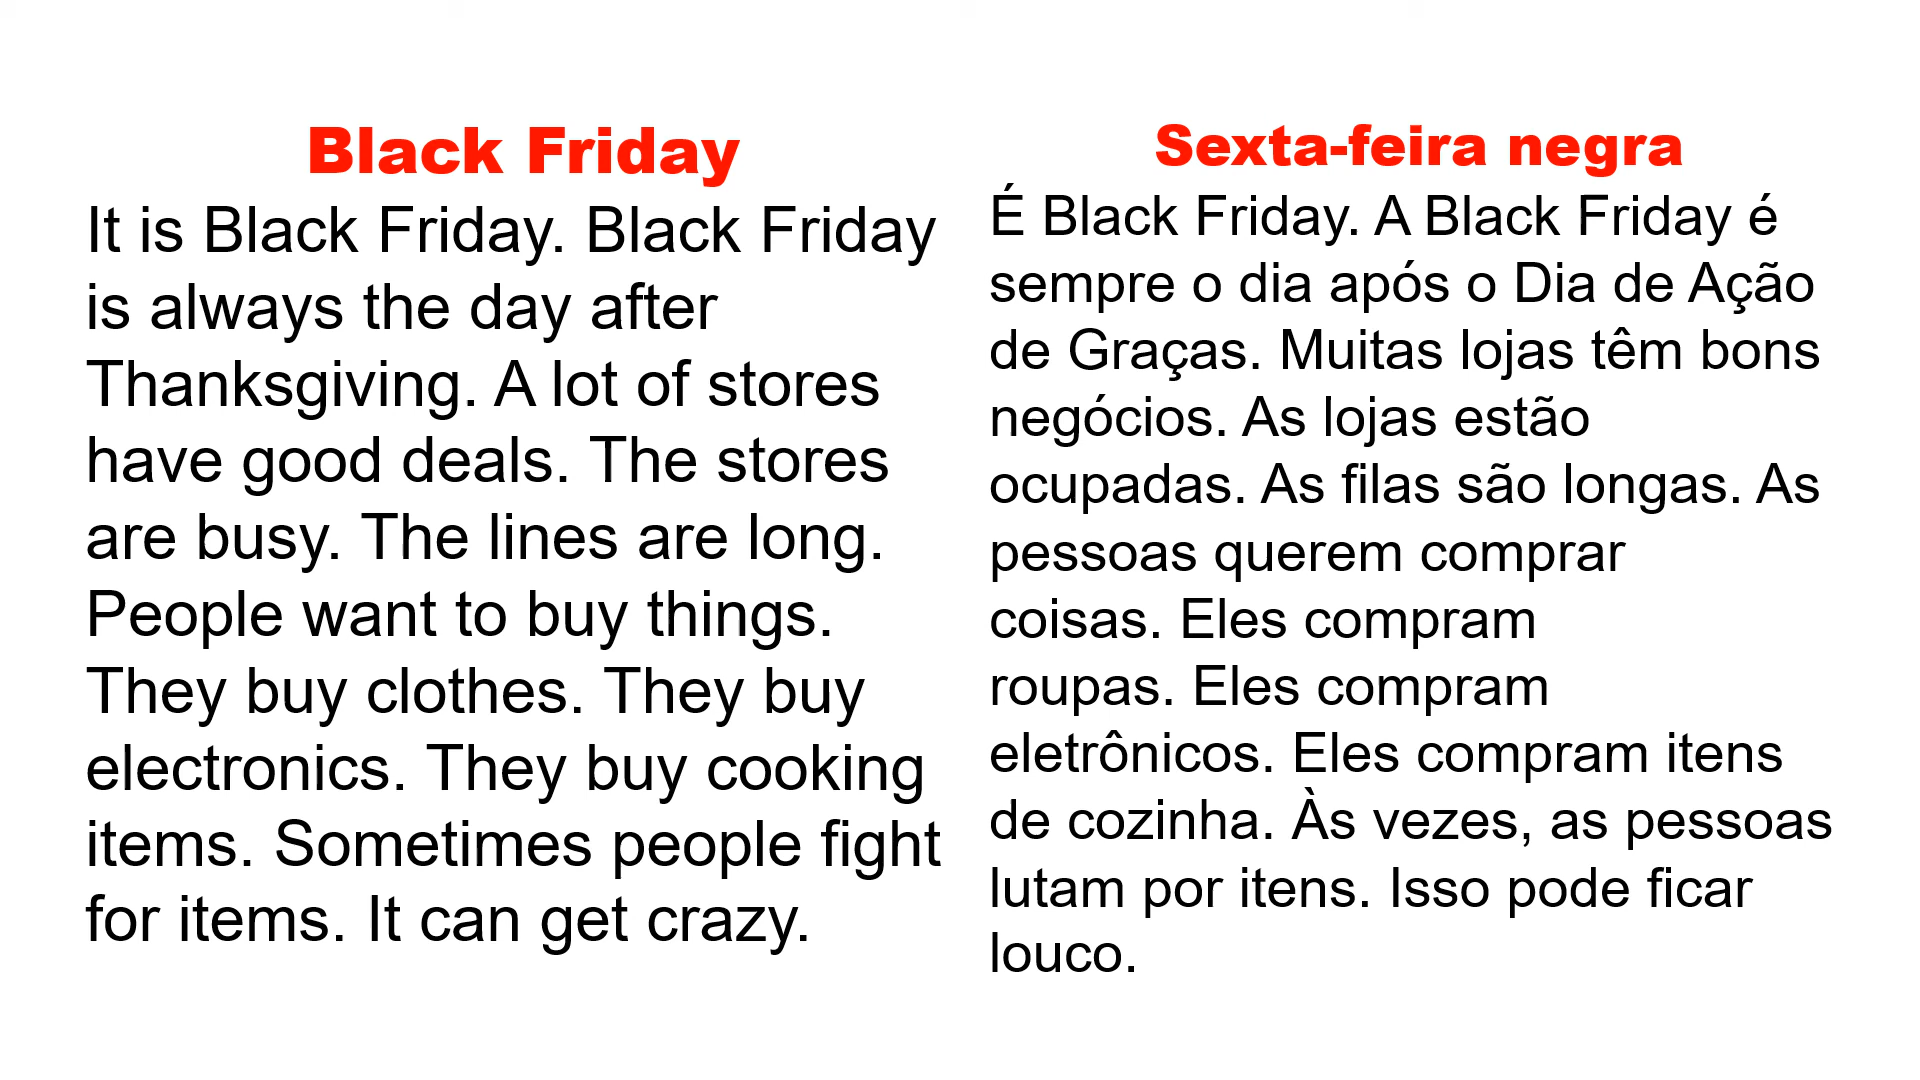 Black Friday
It is Black Friday. Black Friday
is always the day after
Thanksgiving. A lot of stores
have good deals. The stores
are busy. The lines are long.
People want to buy things.
They buy clothes. They buy
electronics. They buy cooking
items. Sometimes people fight
for items. It can get crazy.
Sexta-feira negra
É Black Friday. A Black Friday é
sempre o dia após o Dia de Ação
de Graças. Muitas lojas têm bons
negócios. As lojas estão
ocupadas. As filas são longas. As
pessoas querem comprar
coisas. Eles compram
roupas. Eles compram
eletrônicos. Eles compram itens
de cozinha. Às vezes, as pessoas
lutam por itens. Isso pode ficar
louco.